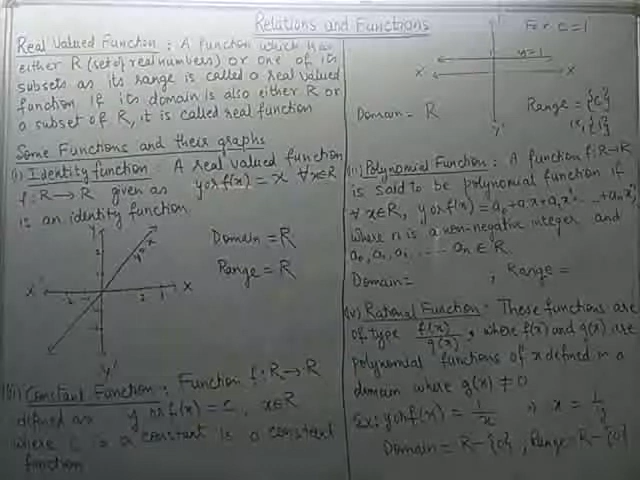 Relations and Functions
Real Valued Function : A function which has
either R (set of real numbers) or one of its
subsets as its range is called a real valued
function. If its domain is also either R or
a subset of R, it is called real function
Some Functions and their graphs
(i) Identity function : A real valued function
f: R → R given as y or f(x) = x ∀ x∈R
is an identity function
Y
y=x
X' X
2 1 2 1
Y'
Domain = R
Range = R
(ii) Constant Function : Function f: R → R
defined as y or f(x) = c, x∈R
where c is a constant is a constant
function
For c=1
y=1
X' X
Y'
Domain = R
Range = {c}
i.e, {1}
(iii) Polynomial Function : A function f: R→R
is said to be polynomial function if
∀ x∈R, y or f(x) = a₀ + a₁x + a₂x² ... + aₙxⁿ,
where n is a non-negative integer and
a₀, a₁, ..... aₙ ∈ R
Domain = ; Range =
(v) Rational Function : These functions are
of type f(x)/g(x), where f(x) and g(x) are
polynomial functions of x defined in a
domain where g(x) ≠ 0
Ex: y or f(x) = 1/x x = 1/y
Domain = R - {0}, Range = R - {0}